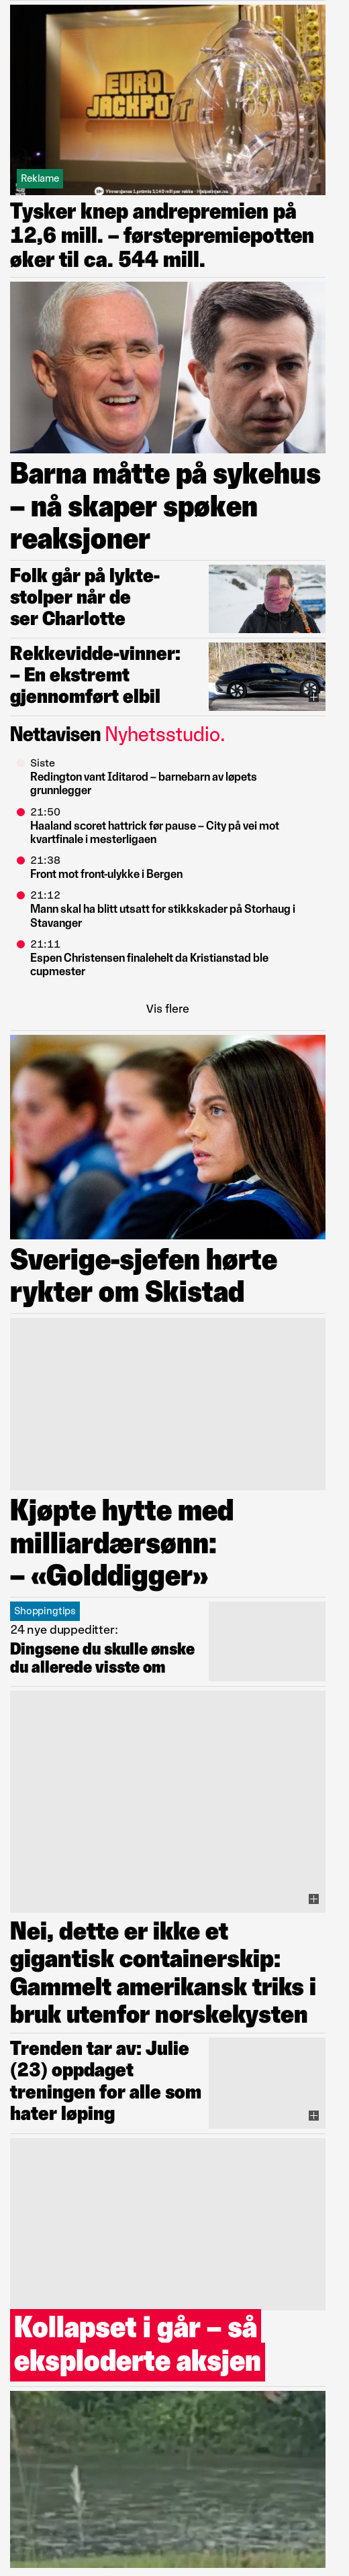 EURO
JACKPOT
Reklame
Tysker knep andrepremien på
12,6 mill. – førstepremiepotten
øker til ca. 544 mill.
Barna måtte på sykehus
– nå skaper spøken
reaksjoner
Folk går på lykte-
stolper når de
ser Charlotte
Rekkevidde-vinner:
– En ekstremt
gjennomført elbil
Nettavisen Nyhetsstudio.
Siste
Redington vant Iditarod – barnebarn av løpets
grunnlegger
21:50
Haaland scoret hattrick før pause – City på vei mot
kvartfinale i mesterligaen
21:38
Front mot front-ulykke i Bergen
21:12
Mann skal ha blitt utsatt for stikkskader på Storhaug i
Stavanger
21:11
Espen Christensen finalehelt da Kristianstad ble
cupmester
Vis flere
Sverige-sjefen hørte
rykter om Skistad
Kjøpte hytte med
milliardærsønn:
– «Golddigger»
Shoppingtips
24 nye duppeditter:
Dingsene du skulle ønske
du allerede visste om
Nei, dette er ikke et
gigantisk containerskip:
Gammelt amerikansk triks i
bruk utenfor norskekysten
Trenden tar av: Julie
(23) oppdaget
treningen for alle som
hater løping
Kollapset i går – så
eksploderte aksjen